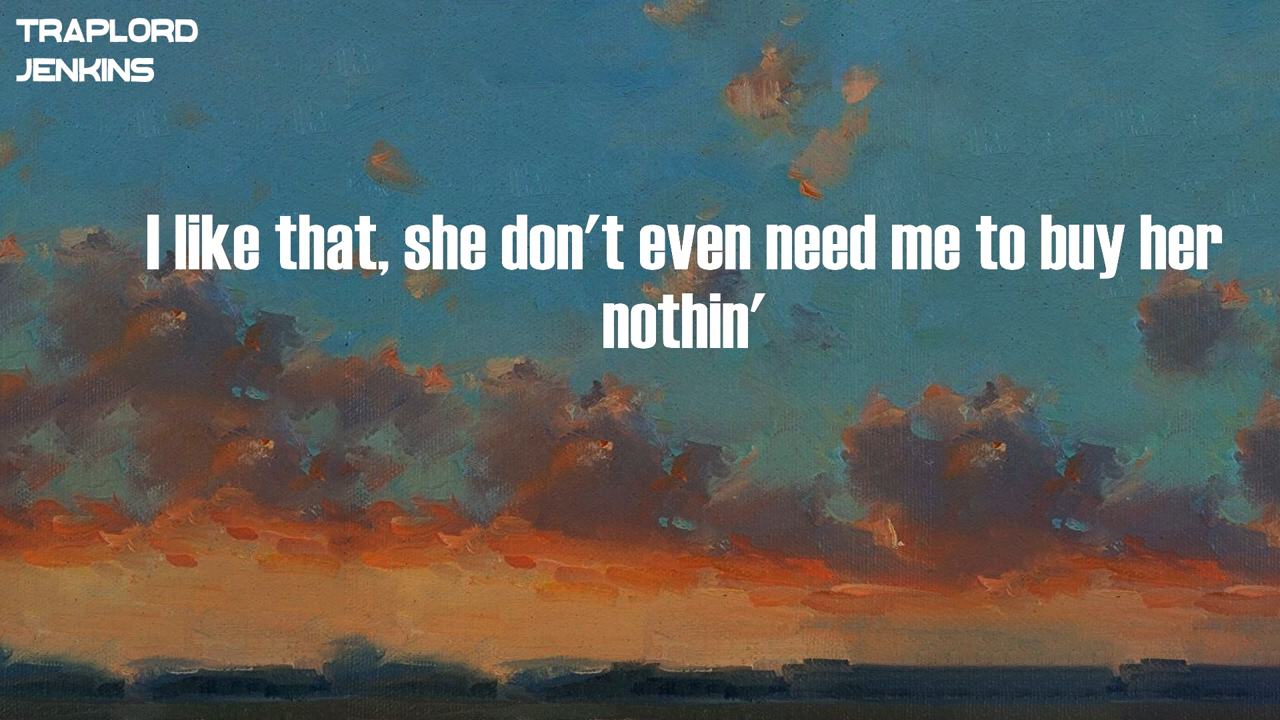 TRAPLORD
JENKINS
I like that, she don't even need me to buy her
nothin'